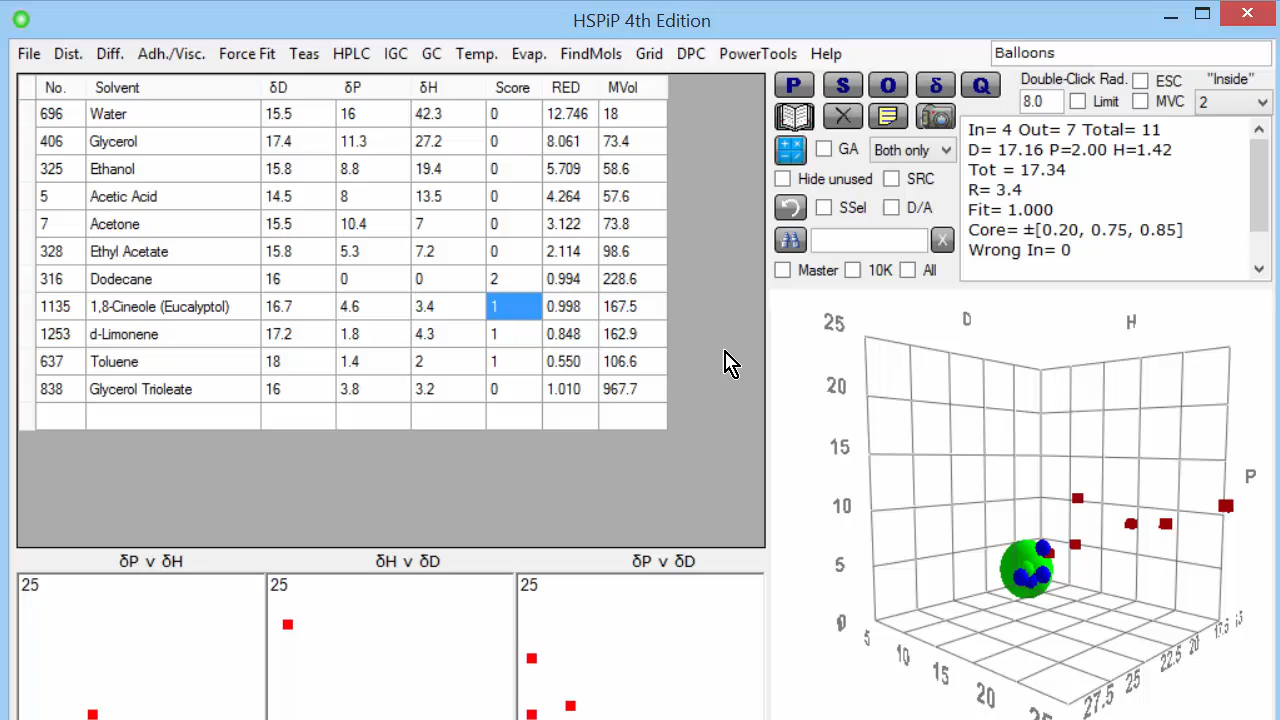 HSPiP 4th Edition
File Dist. Diff. Adh./Visc. Force Fit Teas HPLC IGC GC Temp. Evap. FindMols Grid DPC PowerTools Help Balloons
No. Solvent δD δP δH Score RED MVol
696 Water 15.5 16 42.3 0 12.746 18
406 Glycerol 17.4 11.3 27.2 0 8.061 73.4
325 Ethanol 15.8 8.8 19.4 0 5.709 58.6
5 Acetic Acid 14.5 8 13.5 0 4.264 57.6
7 Acetone 15.5 10.4 7 0 3.122 73.8
328 Ethyl Acetate 15.8 5.3 7.2 0 2.114 98.6
316 Dodecane 16 0 0 2 0.994 228.6
1135 1,8-Cineole (Eucalyptol) 16.7 4.6 3.4 1 0.998 167.5
1253 d-Limonene 17.2 1.8 4.3 1 0.848 162.9
637 Toluene 18 1.4 2 1 0.550 106.6
838 Glycerol Trioleate 16 3.8 3.2 0 1.010 967.7
P S O δ Q
Double-Click Rad. ESC "Inside"
8.0 Limit MVC 2
GA Both only
Hide unused SRC
SSel D/A
X
Master 10K All
In= 4 Out= 7 Total= 11
D= 17.16 P=2.00 H=1.42
Tot = 17.34
R= 3.4
Fit= 1.000
Core= ±[0.20, 0.75, 0.85]
Wrong In= 0
25 D H
20
15
P
10
5
0
5 10 15 20 25
27.5 25 22.5 20 17.5 15
δP v δH δH v δD δP v δD
25 25 25